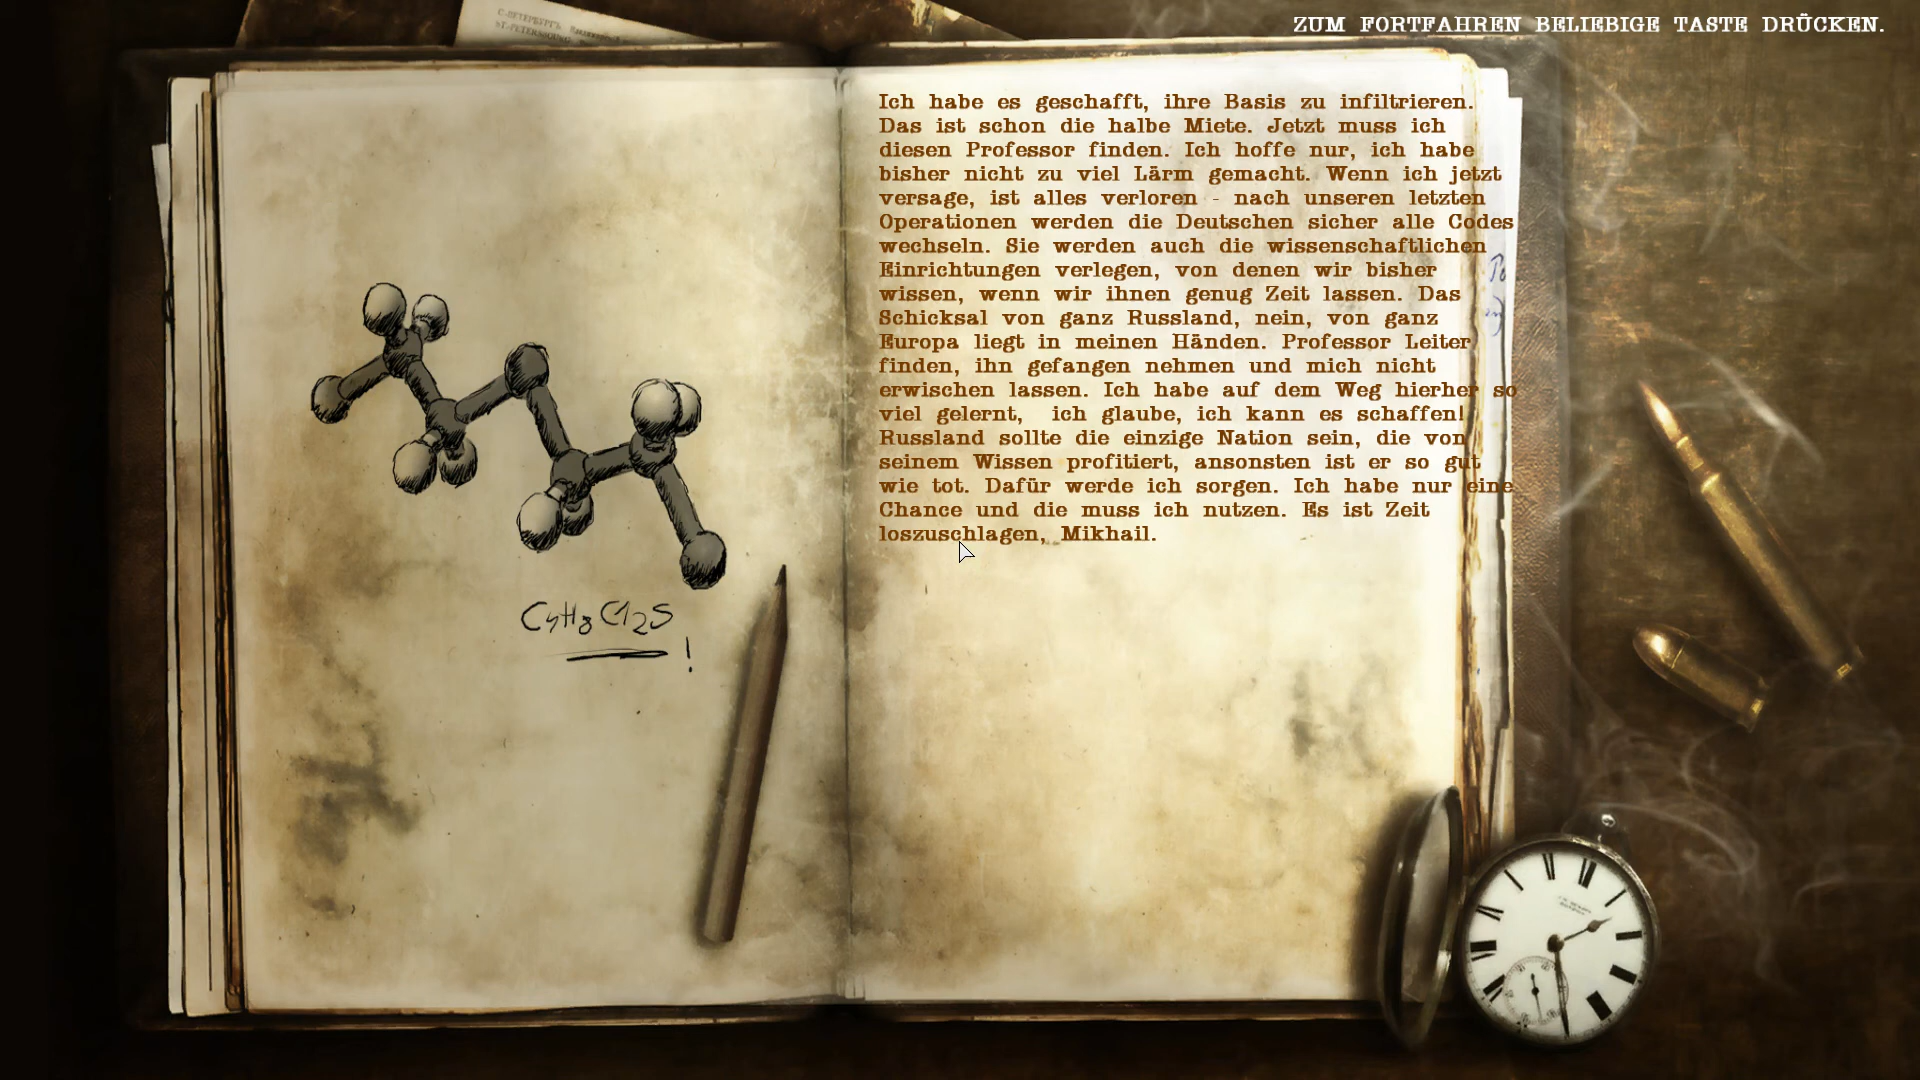 С-ПЕТЕРБУРГЪ
ST-PETERSBOURG
ZUM FORTFAHREN BELIEBIGE TASTE DRÜCKEN.
Ich habe es geschafft, ihre Basis zu infiltrieren.
Das ist schon die halbe Miete. Jetzt muss ich
diesen Professor finden. Ich hoffe nur, ich habe
bisher nicht zu viel Lärm gemacht. Wenn ich jetzt
versage, ist alles verloren - nach unseren letzten
Operationen werden die Deutschen sicher alle Codes
wechseln. Sie werden auch die wissenschaftlichen
Einrichtungen verlegen, von denen wir bisher
wissen, wenn wir ihnen genug Zeit lassen. Das
Schicksal von ganz Russland, nein, von ganz
Europa liegt in meinen Händen. Professor Leiter
finden, ihn gefangen nehmen und mich nicht
erwischen lassen. Ich habe auf dem Weg hierher so
viel gelernt, ich glaube, ich kann es schaffen!
Russland sollte die einzige Nation sein, die von
seinem Wissen profitiert, ansonsten ist er so gut
wie tot. Dafür werde ich sorgen. Ich habe nur eine
Chance und die muss ich nutzen. Es ist Zeit
loszuschlagen, Mikhail.
C4H8Cl2S
!